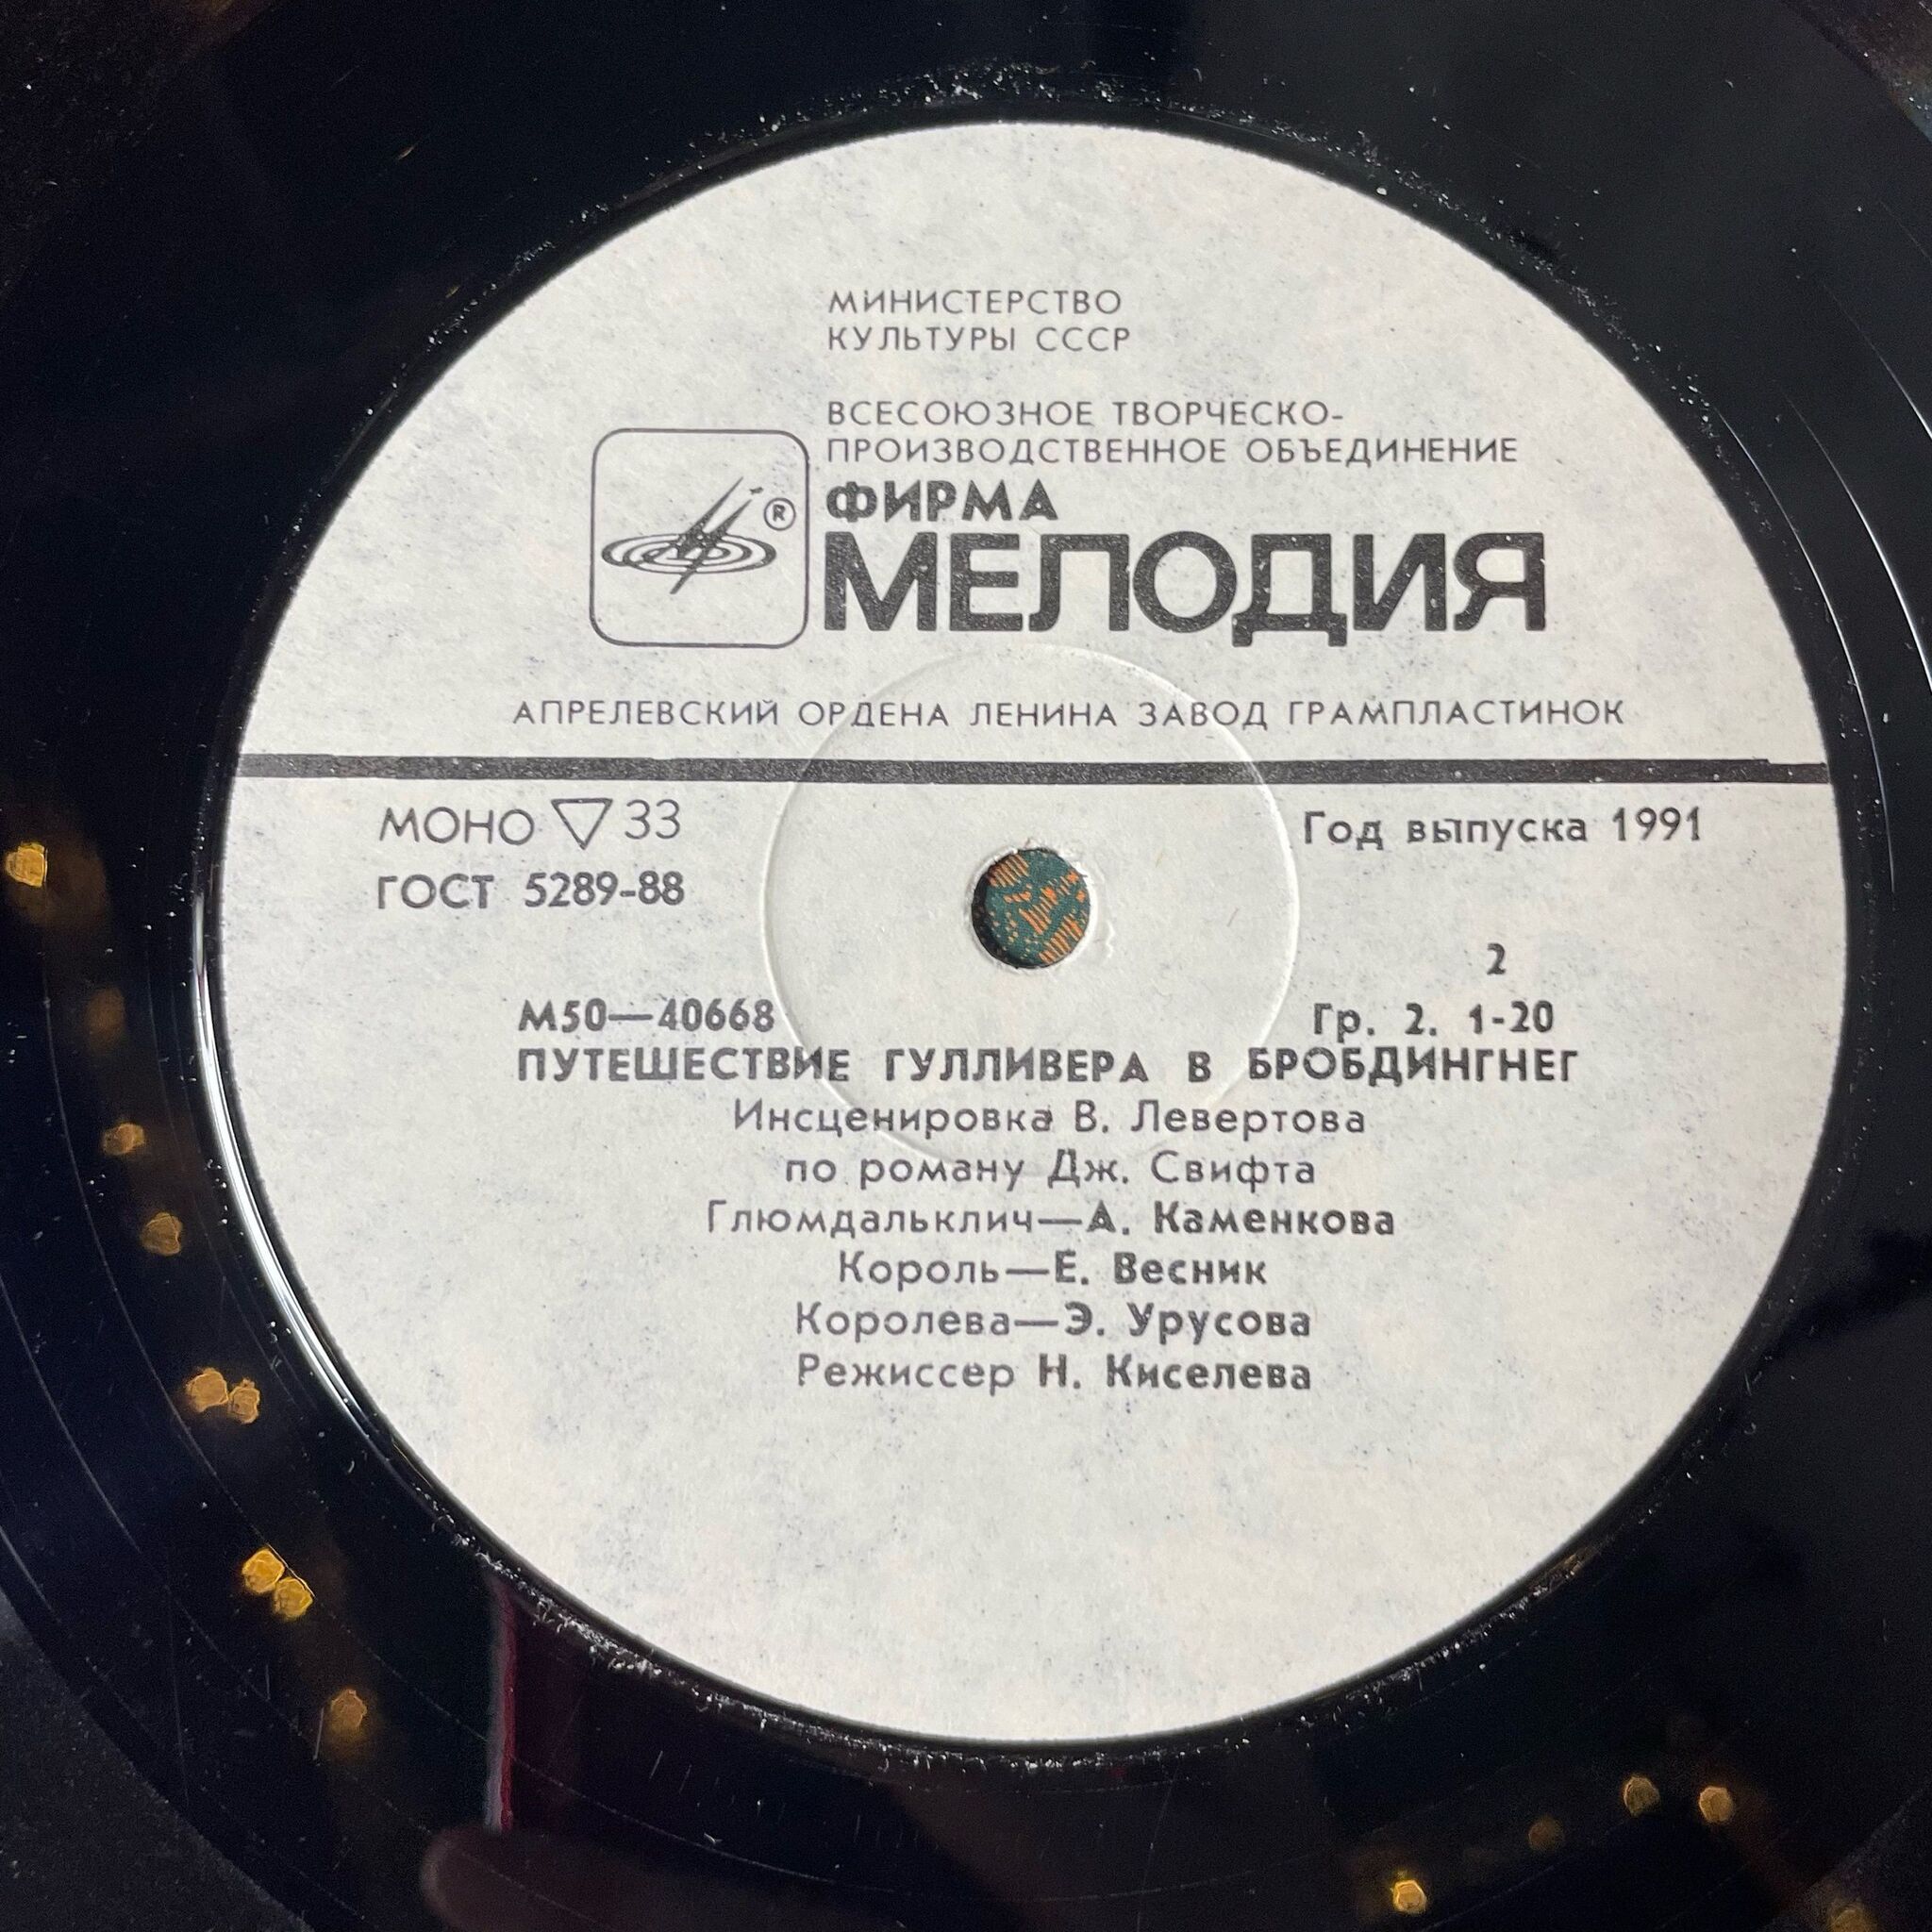 МИНИСТЕРСТВО
КУЛЬТУРЫ СССР
ВСЕСОЮЗНОЕ ТВОРЧЕСКО-
ПРОИЗВОДСТВЕННОЕ ОБЪЕДИНЕНИЕ
®
ФИРМА
МЕЛОДИЯ
АПРЕЛЕВСКИЙ ОРДЕНА ЛЕНИНА ЗАВОД ГРАМПЛАСТИНОК
МОНО ▽ 33
Год выпуска 1991
ГОСТ 5289-88
2
М50—40668
Гр. 2. 1-20
ПУТЕШЕСТВИЕ ГУЛЛИВЕРА В БРОБДИНГНЕГ
Инсценировка В. Левертова
по роману Дж. Свифта
Глюмдальклич—А. Каменкова
Король—Е. Весник
Королева—Э. Урусова
Режиссер Н. Киселева